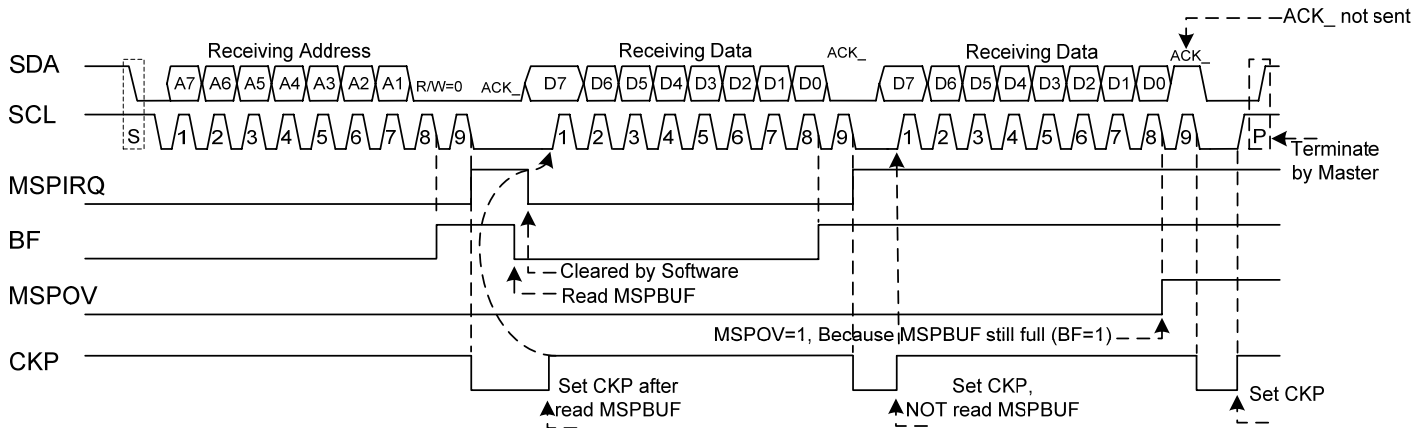 ACK_ not sent
Receiving Address
Receiving Data
ACK_
Receiving Data
ACK_
SDA
A7 A6 A5 A4 A3 A2 A1 R/W=0 ACK_ D7 D6 D5 D4 D3 D2 D1 D0 D7 D6 D5 D4 D3 D2 D1 D0
SCL
S 1 2 3 4 5 6 7 8 9 1 2 3 4 5 6 7 8 9 1 2 3 4 5 6 7 8 9 P
Terminate
by Master
MSPIRQ
BF
Cleared by Software
Read MSPBUF
MSPOV
MSPOV=1, Because MSPBUF still full (BF=1)
CKP
Set CKP after
read MSPBUF
Set CKP,
NOT read MSPBUF
Set CKP